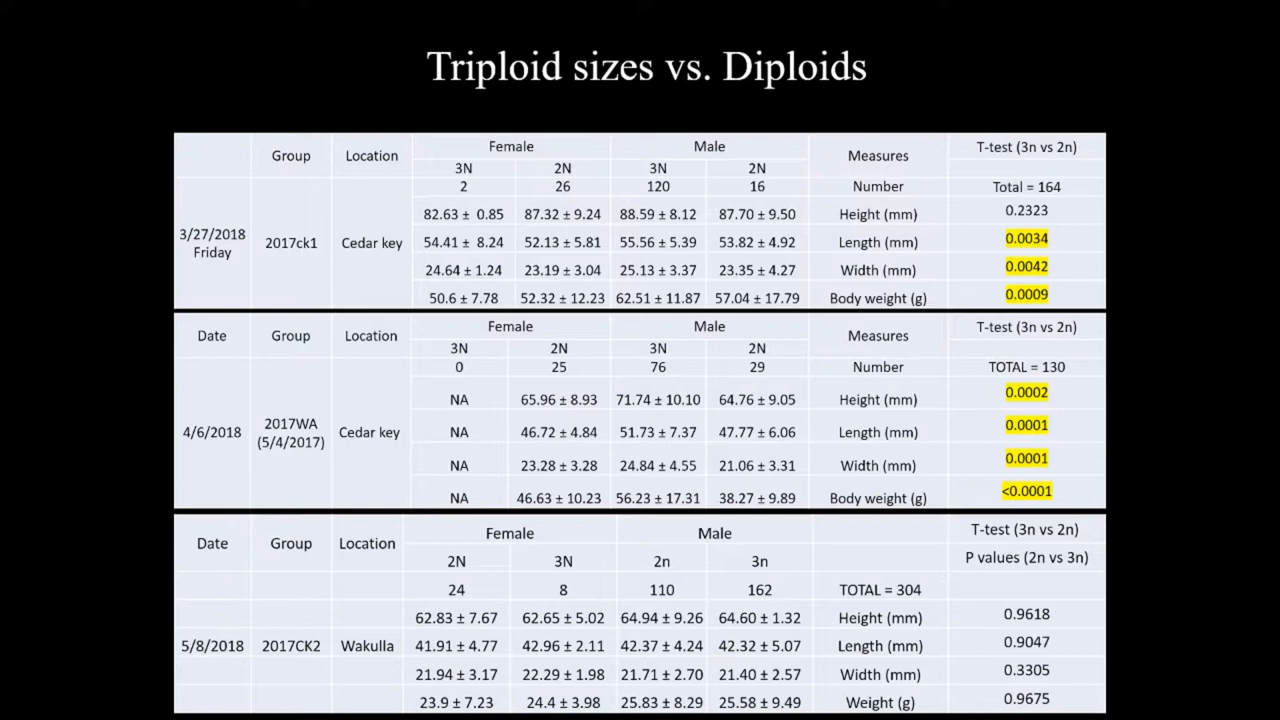 Triploid sizes vs. Diploids
Group Location Female Male Measures T-test (3n vs 2n)
3N 2N 3N 2N
2 26 120 16 Number Total = 164
3/27/2018 Friday 2017ck1 Cedar key
82.63 ± 0.85 87.32 ± 9.24 88.59 ± 8.12 87.70 ± 9.50 Height (mm) 0.2323
54.41 ± 8.24 52.13 ± 5.81 55.56 ± 5.39 53.82 ± 4.92 Length (mm) 0.0034
24.64 ± 1.24 23.19 ± 3.04 25.13 ± 3.37 23.35 ± 4.27 Width (mm) 0.0042
50.6 ± 7.78 52.32 ± 12.23 62.51 ± 11.87 57.04 ± 17.79 Body weight (g) 0.0009
Date Group Location Female Male Measures T-test (3n vs 2n)
3N 2N 3N 2N
0 25 76 29 Number TOTAL = 130
4/6/2018 2017WA (5/4/2017) Cedar key
NA 65.96 ± 8.93 71.74 ± 10.10 64.76 ± 9.05 Height (mm) 0.0002
NA 46.72 ± 4.84 51.73 ± 7.37 47.77 ± 6.06 Length (mm) 0.0001
NA 23.28 ± 3.28 24.84 ± 4.55 21.06 ± 3.31 Width (mm) 0.0001
NA 46.63 ± 10.23 56.23 ± 17.31 38.27 ± 9.89 Body weight (g) <0.0001
Date Group Location Female Male T-test (3n vs 2n)
2N 3N 2n 3n P values (2n vs 3n)
24 8 110 162 TOTAL = 304
5/8/2018 2017CK2 Wakulla
62.83 ± 7.67 62.65 ± 5.02 64.94 ± 9.26 64.60 ± 1.32 Height (mm) 0.9618
41.91 ± 4.77 42.96 ± 2.11 42.37 ± 4.24 42.32 ± 5.07 Length (mm) 0.9047
21.94 ± 3.17 22.29 ± 1.98 21.71 ± 2.70 21.40 ± 2.57 Width (mm) 0.3305
23.9 ± 7.23 24.4 ± 3.98 25.83 ± 8.29 25.58 ± 9.49 Weight (g) 0.9675